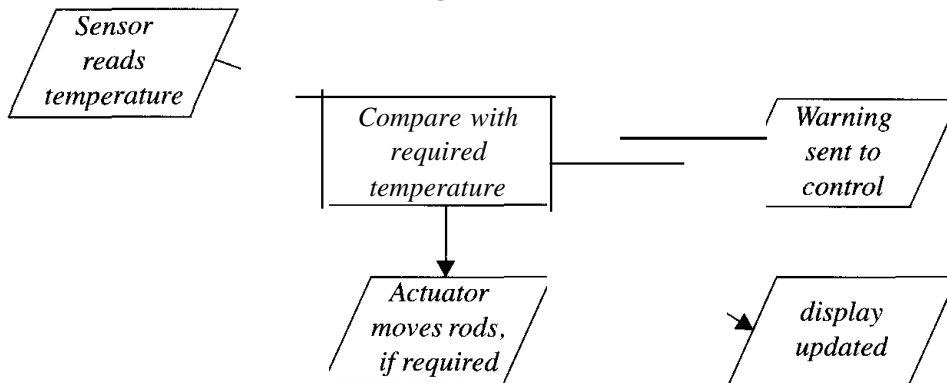 Sensor
reads
temperature
Compare with
required
temperature
Warning
sent to
control
Actuator
moves rods,
if required
display
updated